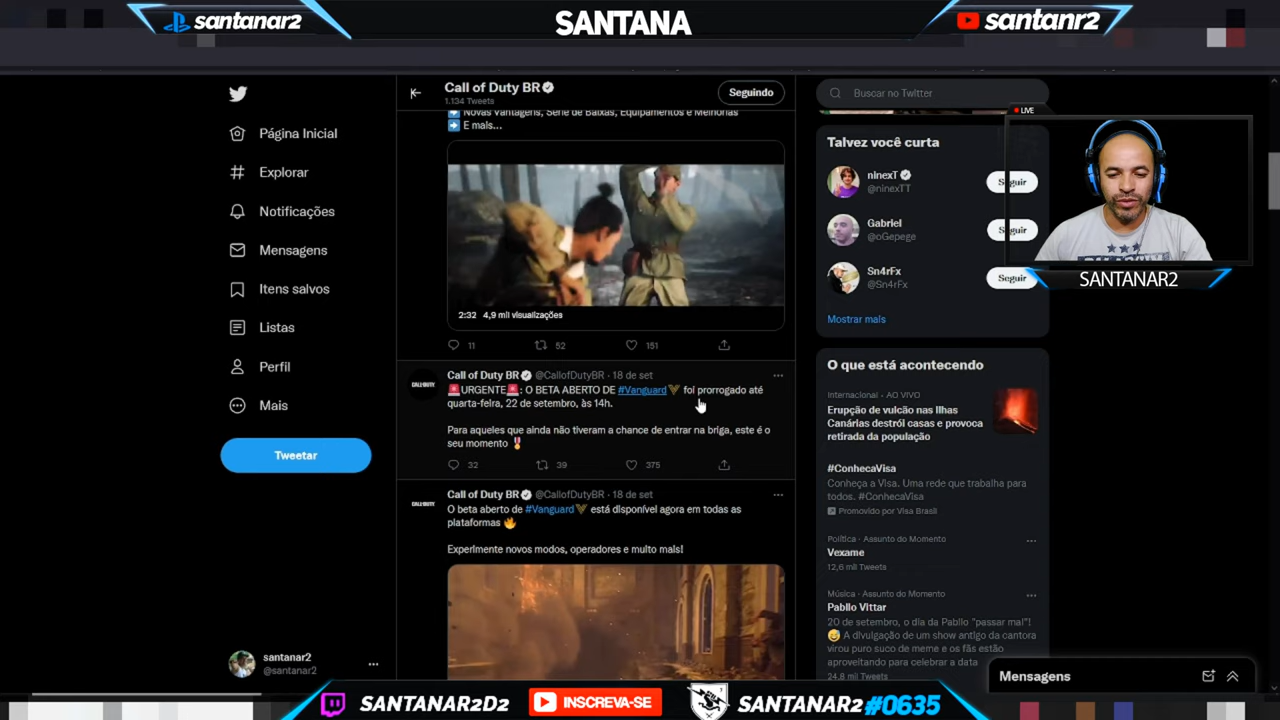 santanar2
SANTANA
santanr2
Call of Duty BR
1.134 Tweets
Seguindo
Buscar no Twitter
LIVE
Página Inicial
Explorar
Notificações
Mensagens
Itens salvos
Listas
Perfil
Mais
Tweetar
santanar2
@santanar2
Novas Vantagens, Série de Baixas, Equipamentos e Melhorias
E mais...
2:32 4,9 mil visualizações
11 52 151
Call of Duty BR @CallofDutyBR · 18 de set
URGENTE: O BETA ABERTO DE #Vanguard foi prorrogado até
quarta-feira, 22 de setembro, às 14h.
Para aqueles que ainda não tiveram a chance de entrar na briga, este é o
seu momento
32 39 375
Call of Duty BR @CallofDutyBR · 18 de set
O beta aberto de #Vanguard está disponível agora em todas as
plataformas
Experimente novos modos, operadores e muito mais!
CALL·DUTY
CALL·DUTY
Talvez você curta
ninexT
@ninexTT
Seguir
Gabriel
@oGepege
Seguir
Sn4rFx
@Sn4rFx
Seguir
Mostrar mais
SANTANAR2
O que está acontecendo
Internacional · AO VIVO
Erupção de vulcão nas Ilhas
Canárias destrói casas e provoca
retirada da população
#ConhecaVisa
Conheça a Visa. Uma rede que trabalha para
todos. #ConhecaVisa
Promovido por Visa Brasil
Política · Assunto do Momento
Vexame
12,6 mil Tweets
Música · Assunto do Momento
Pabllo Vittar
20 de setembro, o dia da Pabllo "passar mal"!
A divulgação de um show antigo da cantora
virou puro suco de meme e os fãs estão
aproveitando para celebrar a data
24,8 mil Tweets
Mensagens
SANTANAR2D2
INSCREVA-SE
SANTANAR2#0635